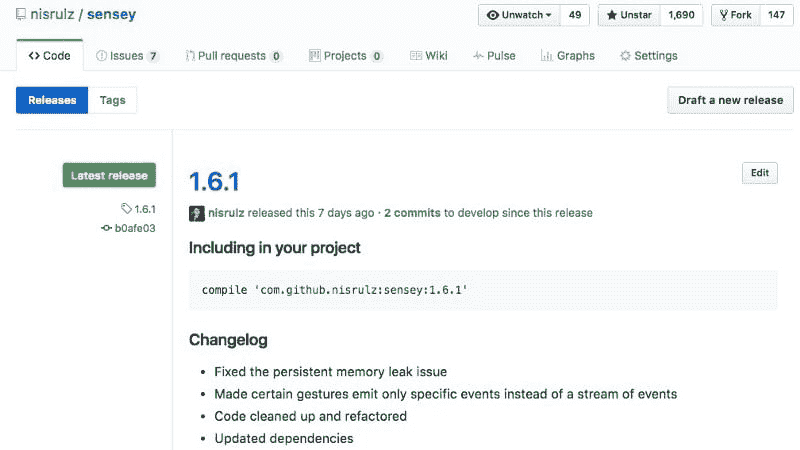 nisrulz / sensey
Unwatch 49 Unstar 1,690 Fork 147
Code Issues 7 Pull requests 0 Projects 0 Wiki Pulse Graphs Settings
Releases Tags Draft a new release
Latest release
1.6.1
b0afe03
1.6.1 Edit
nisrulz released this 7 days ago · 2 commits to develop since this release
Including in your project
compile 'com.github.nisrulz:sensey:1.6.1'
Changelog
• Fixed the persistent memory leak issue
• Made certain gestures emit only specific events instead of a stream of events
• Code cleaned up and refactored
• Updated dependencies